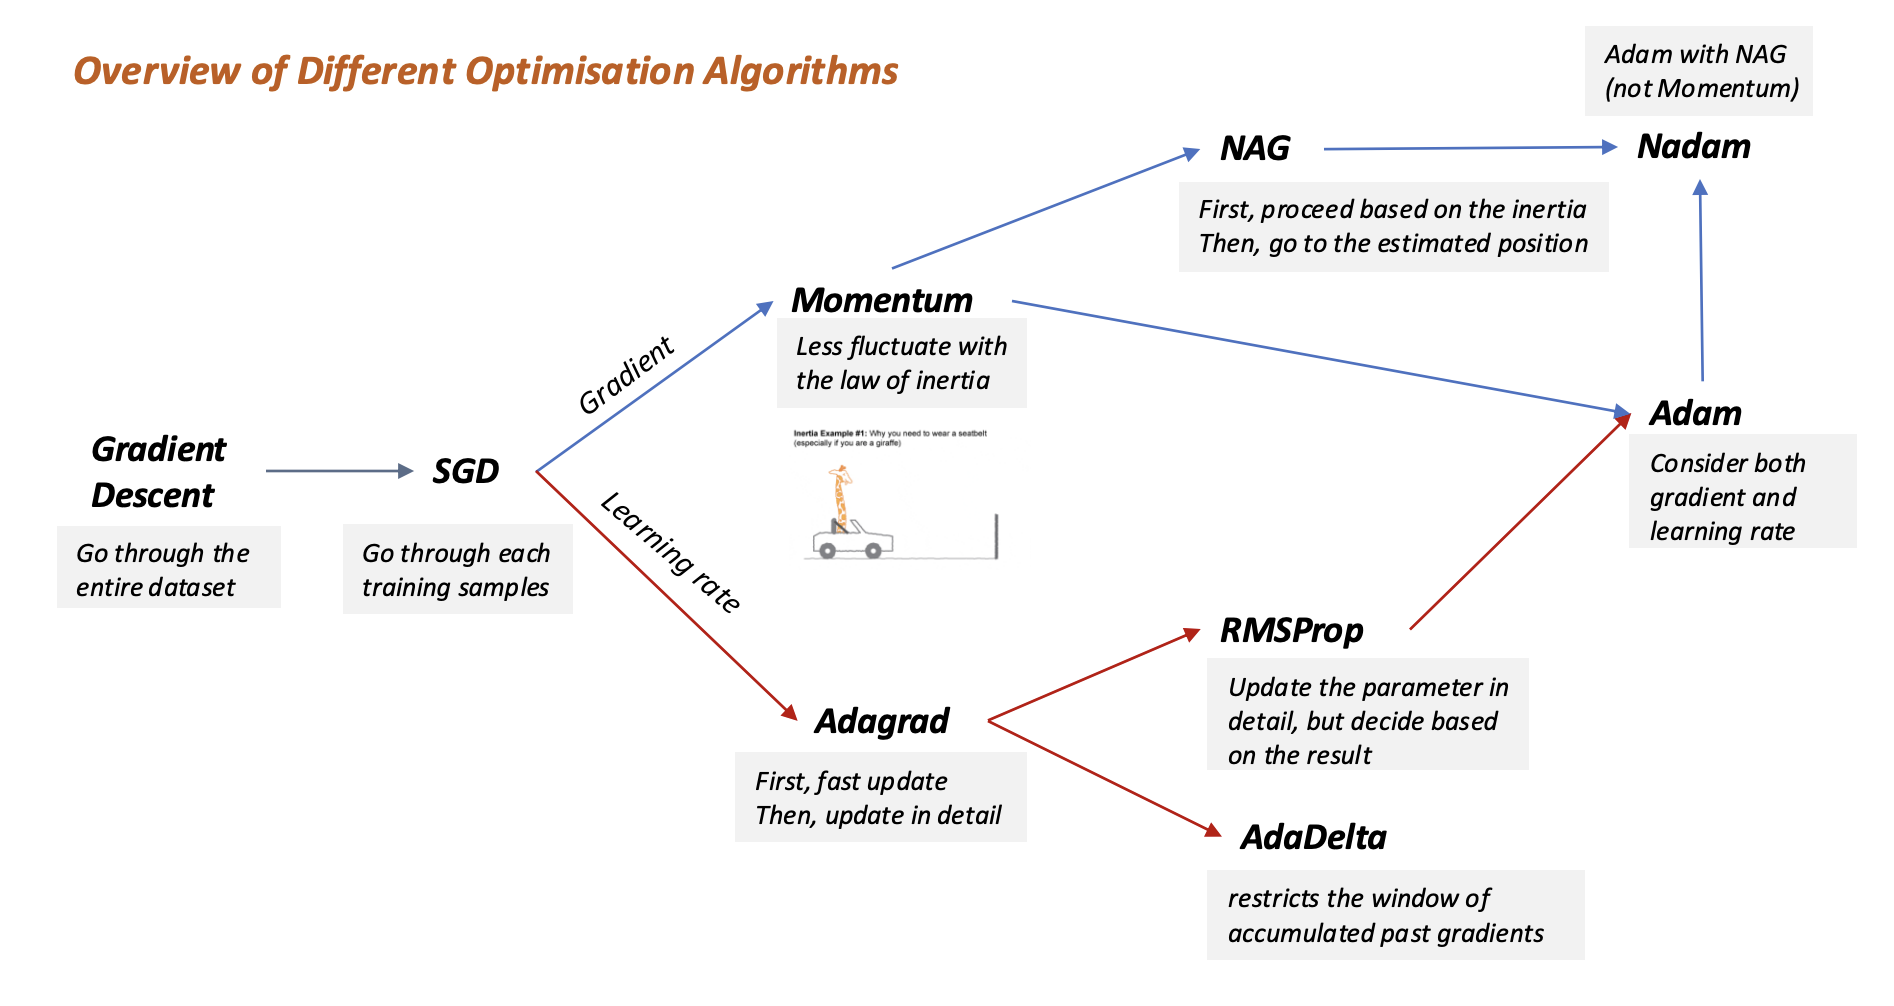 Overview of Different Optimisation Algorithms
Adam with NAG
(not Momentum)
NAG
Nadam
First, proceed based on the inertia
Then, go to the estimated position
Momentum
Less fluctuate with
the law of inertia
Gradient
Inertia Example #1: Why you need to wear a seatbelt
(especially if you are a giraffe)
Adam
Consider both
gradient and
learning rate
Gradient
Descent
SGD
Go through the
entire dataset
Go through each
training samples
Learning rate
RMSProp
Update the parameter in
detail, but decide based
on the result
Adagrad
First, fast update
Then, update in detail
AdaDelta
restricts the window of
accumulated past gradients